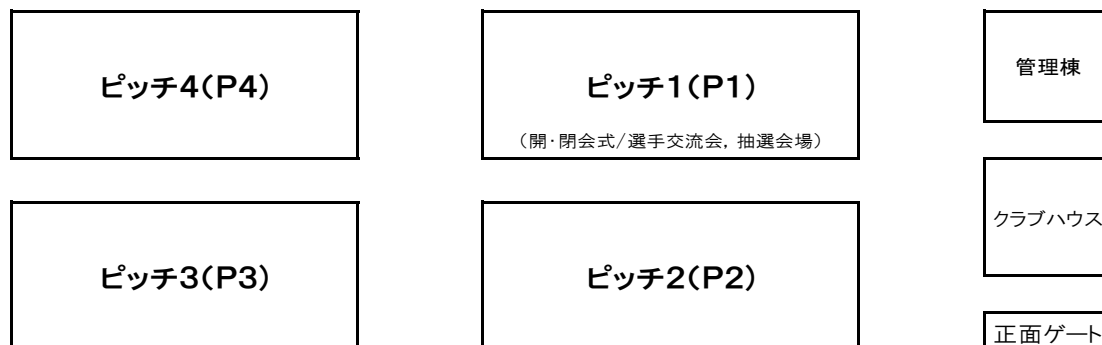 ピッチ4(P4)
ピッチ1(P1)
(開・閉会式/選手交流会, 抽選会場)
管理棟
クラブハウス
ピッチ3(P3)
ピッチ2(P2)
正面ゲート